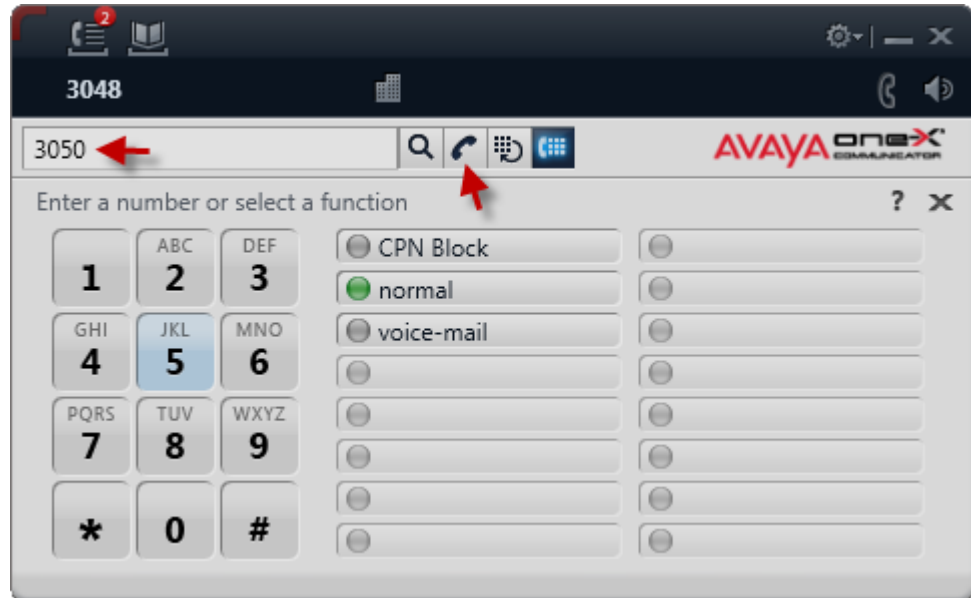 2
3048
3050
AVAYA one-X
COMMUNICATOR
Enter a number or select a function ?
1 ABC 2 DEF 3
GHI 4 JKL 5 MNO 6
PQRS 7 TUV 8 WXYZ 9
* 0 #
CPN Block
normal
voice-mail